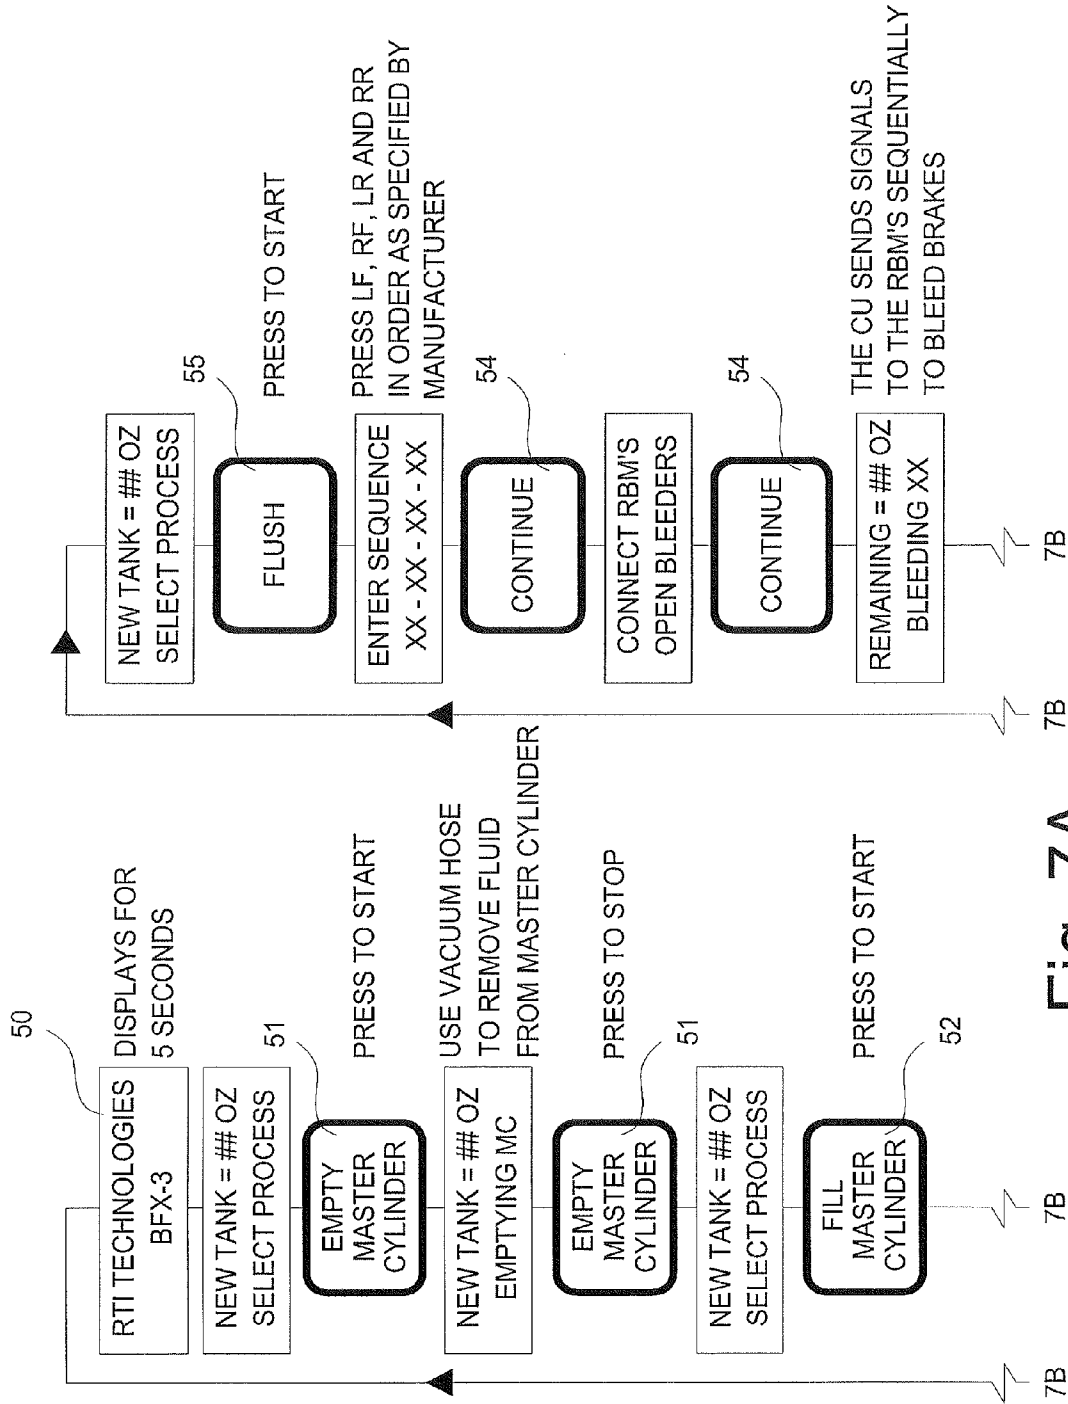 50
RTI TECHNOLOGIES
BFX-3
DISPLAYS FOR
5 SECONDS
NEW TANK = ## OZ
SELECT PROCESS
51
EMPTY
MASTER
CYLINDER
PRESS TO START
NEW TANK = ## OZ
EMPTYING MC
USE VACUUM HOSE
TO REMOVE FLUID
FROM MASTER CYLINDER
EMPTY
MASTER
CYLINDER
PRESS TO STOP
51
NEW TANK = ## OZ
SELECT PROCESS
FILL
MASTER
CYLINDER
PRESS TO START
52
7B
7B
NEW TANK = ## OZ
SELECT PROCESS
55
FLUSH
PRESS TO START
ENTER SEQUENCE
XX - XX - XX - XX
PRESS LF, RF, LR AND RR
IN ORDER AS SPECIFIED BY
MANUFACTURER
54
CONTINUE
CONNECT RBM'S
OPEN BLEEDERS
54
CONTINUE
REMAINING = ## OZ
BLEEDING XX
THE CU SENDS SIGNALS
TO THE RBM'S SEQUENTIALLY
TO BLEED BRAKES
7B
7B